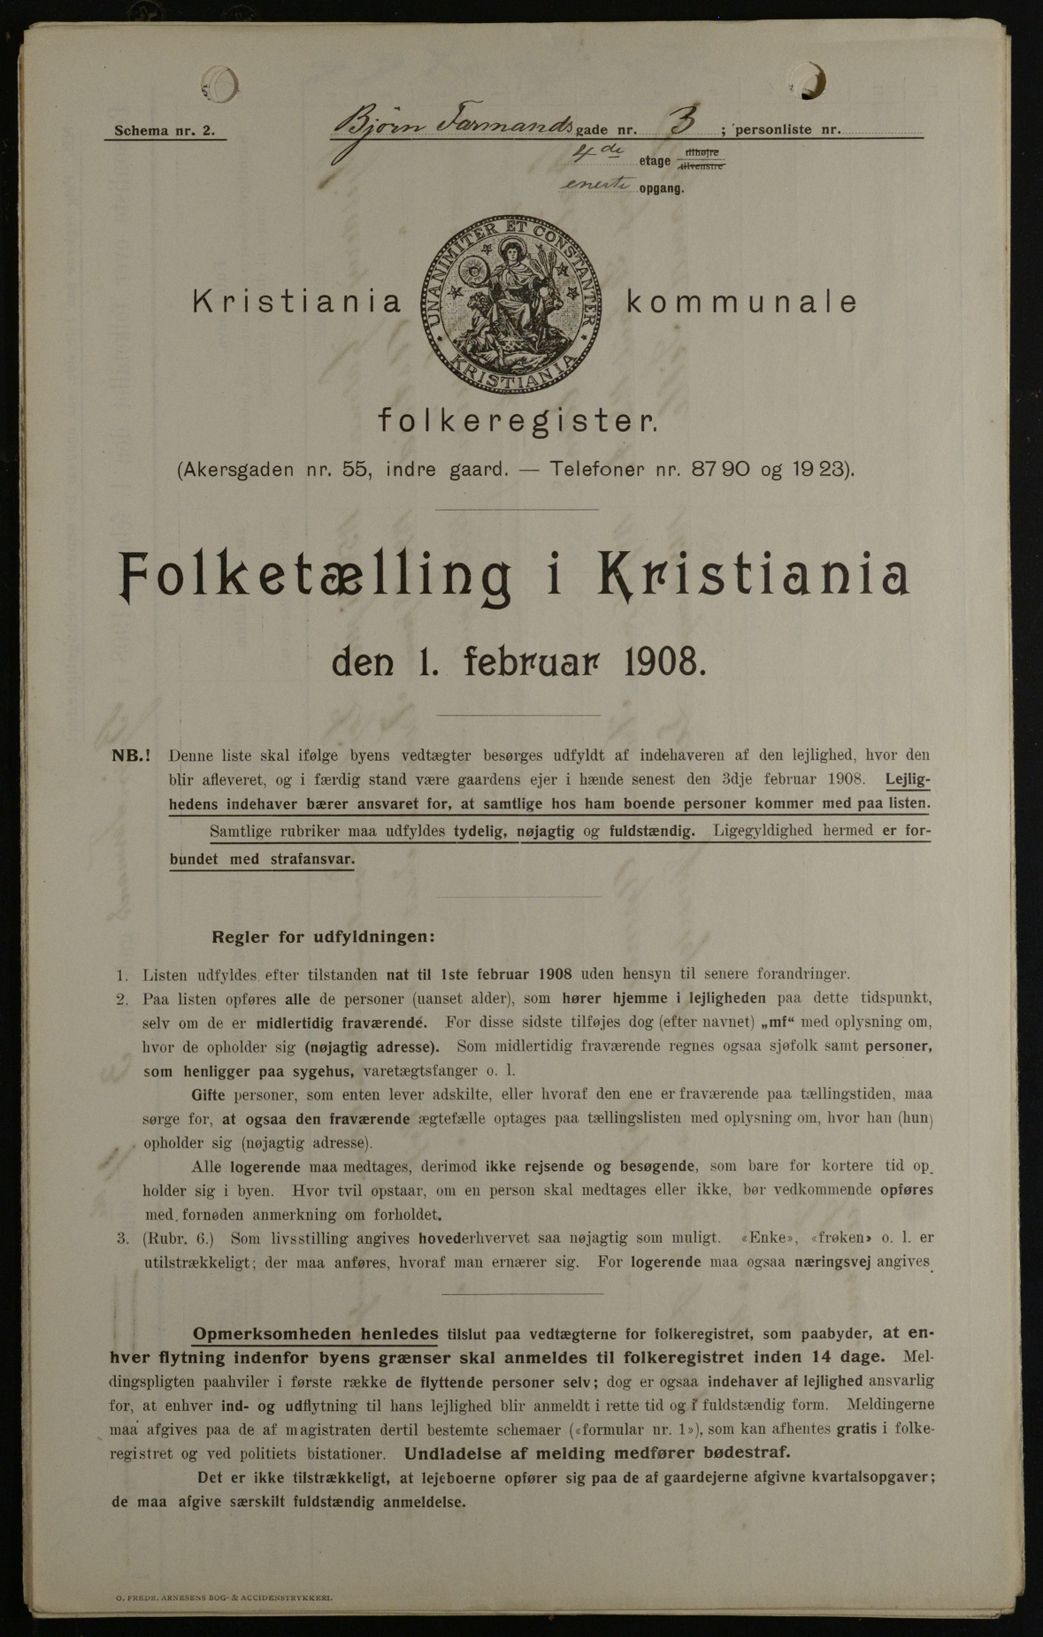 Schema nr. 2.
Bjørn Farmands gade nr. 3 ; personliste nr.
4de etage tilhøjre
tilvenstre
eneste opgang.
UNANIMITER ET CONSTANTER
KRISTIANIA
Kristiania kommunale
folkeregister.
(Akersgaden nr. 55, indre gaard. — Telefoner nr. 87 90 og 19 23).
Folketælling i Kristiania
den 1. februar 1908.
NB.! Denne liste skal ifølge byens vedtægter besørges udfyldt af indehaveren af den lejlighed, hvor den
blir afleveret, og i færdig stand være gaardens ejer i hænde senest den 3dje februar 1908. Lejlig-
hedens indehaver bærer ansvaret for, at samtlige hos ham boende personer kommer med paa listen.
Samtlige rubriker maa udfyldes tydelig, nøjagtig og fuldstændig. Ligegyldighed hermed er for-
bundet med strafansvar.
Regler for udfyldningen:
1. Listen udfyldes efter tilstanden nat til 1ste februar 1908 uden hensyn til senere forandringer.
2. Paa listen opføres alle de personer (uanset alder), som hører hjemme i lejligheden paa dette tidspunkt,
selv om de er midlertidig fraværende. For disse sidste tilføjes dog (efter navnet) „mf“ med oplysning om,
hvor de opholder sig (nøjagtig adresse). Som midlertidig fraværende regnes ogsaa sjøfolk samt personer,
som henligger paa sygehus, varetægtsfanger o. l.
Gifte personer, som enten lever adskilte, eller hvoraf den ene er fraværende paa tællingstiden, maa
sørge for, at ogsaa den fraværende ægtefælle optages paa tællingslisten med oplysning om, hvor han (hun)
opholder sig (nøjagtig adresse).
Alle logerende maa medtages, derimod ikke rejsende og besøgende, som bare for kortere tid op-
holder sig i byen. Hvor tvil opstaar, om en person skal medtages eller ikke, bør vedkommende opføres
med fornøden anmerkning om forholdet.
3. (Rubr. 6.) Som livsstilling angives hovederhvervet saa nøjagtig som muligt. «Enke», «frøken» o. l. er
utilstrækkeligt; der maa anføres, hvoraf man ernærer sig. For logerende maa ogsaa næringsvej angives.
Opmerksomheden henledes tilslut paa vedtægterne for folkeregistret, som paabyder, at en-
hver flytning indenfor byens grænser skal anmeldes til folkeregistret inden 14 dage. Mel-
dingspligten paahviler i første række de flyttende personer selv; dog er ogsaa indehaver af lejlighed ansvarlig
for, at enhver ind- og udflytning til hans lejlighed blir anmeldt i rette tid og i fuldstændig form. Meldingerne
maa afgives paa de af magistraten dertil bestemte schemaer («formular nr. 1»), som kan afhentes gratis i folke-
registret og ved politiets bistationer. Undladelse af melding medfører bødestraf.
Det er ikke tilstrækkeligt, at lejeboerne opfører sig paa de af gaardejerne afgivne kvartalsopgaver;
de maa afgive særskilt fuldstændig anmeldelse.
O. FREDR. ARNESENS BOG- & ACCIDENSTRYKKERI.